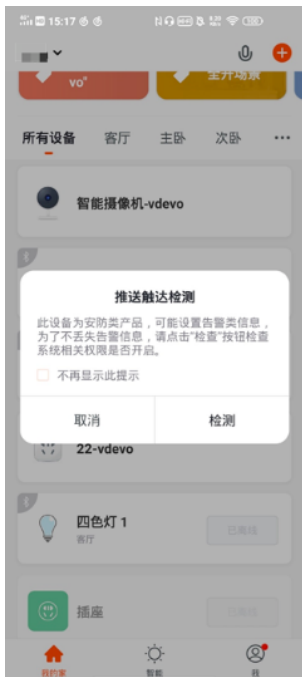 15:17
vo"
全开场景
所有设备 客厅 主卧 次卧
智能摄像机-vdevo
推送触达检测
此设备为安防类产品，可能设置告警类信息，
为了不丢失告警信息，请点击"检查"按钮检查
系统相关权限是否开启。
不再显示此提示
取消 检测
22-vdevo
四色灯 1
客厅
已离线
插座
已离线
我的家 智能 我